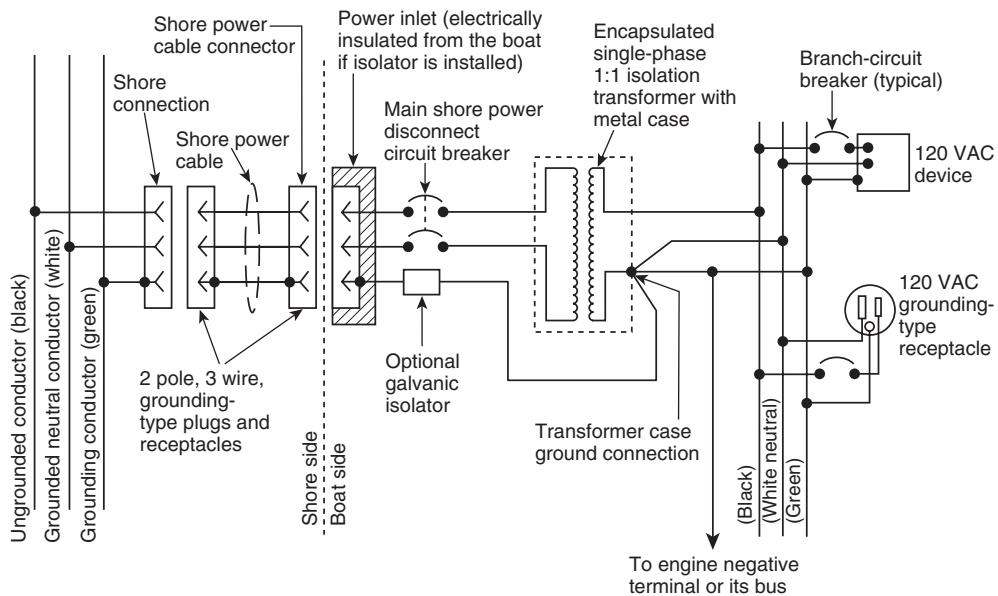 Shore power
cable connector
Power inlet (electrically
insulated from the boat
if isolator is installed)
Encapsulated
single-phase
1:1 isolation
transformer with
metal case
Branch-circuit
breaker (typical)
Shore
connection
Shore power
cable
Main shore power
disconnect
circuit breaker
120 VAC
device
Ungrounded conductor (black)
Grounded neutral conductor (white)
Grounding conductor (green)
2 pole, 3 wire,
grounding-
type plugs and
receptacles
Shore side
Boat side
Optional
galvanic
isolator
Transformer case
ground connection
120 VAC
grounding-
type
receptacle
(Black)
(White neutral)
(Green)
To engine negative
terminal or its bus